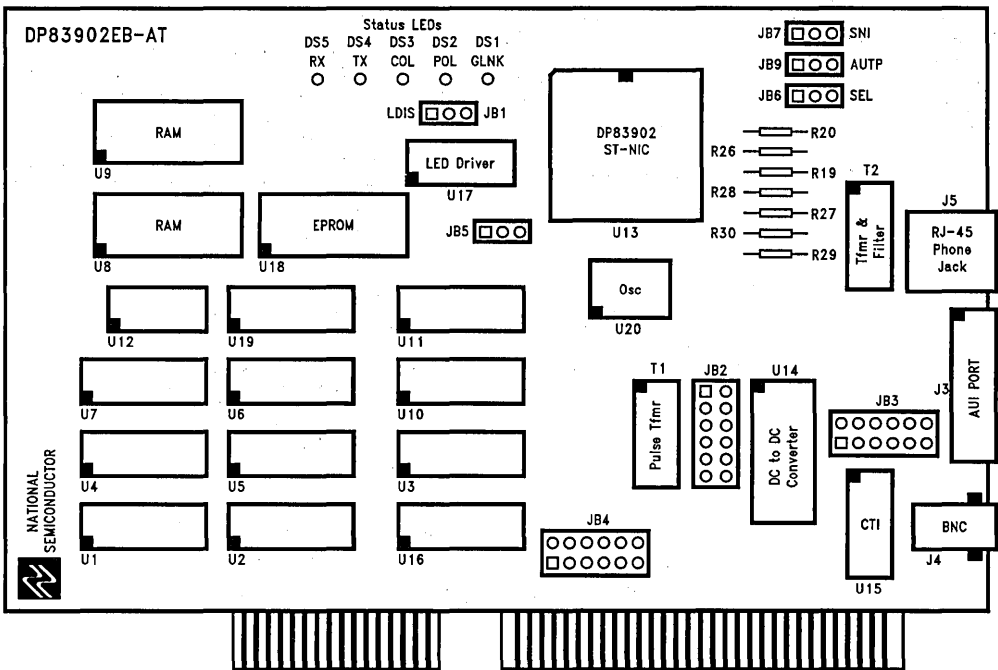 DP83902EB-AT
Status LEDs
DS5 DS4 DS3 DS2 DS1
RX TX COL POL GLNK
LDIS JB1
JB7 SNI
JB9 AUTP
JB6 SEL
RAM
U9
LED Driver
U17
DP83902
ST-NIC
U13
R20
R26
R19
R28
R27
R30
R29
T2
Tfmr &
Filter
J5
RJ-45
Phone
Jack
RAM
U8
EPROM
U18
JB5
Osc
U20
U12
U19
U11
U7
U6
U10
T1
Pulse Tfmr
JB2
U14
DC to DC
Converter
JB3
J3
AUI PORT
U4
U5
U3
NATIONAL
SEMICONDUCTOR
U1
U2
U16
JB4
CTI
U15
BNC
J4